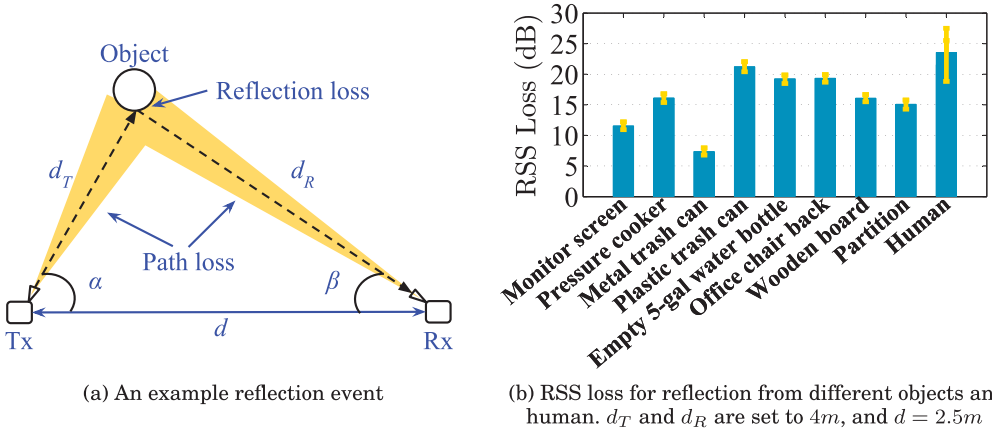 Object
Reflection loss
d_T
d_R
Path loss
α
β
d
Tx
Rx
(a) An example reflection event
RSS Loss (dB)
30
25
20
15
10
5
0
Monitor screen
Pressure cooker
Metal trash can
Plastic trash can
Empty 5-gal water bottle
Office chair back
Wooden board
Partition
Human
(b) RSS loss for reflection from different objects an
human. d_T and d_R are set to 4m, and d = 2.5m